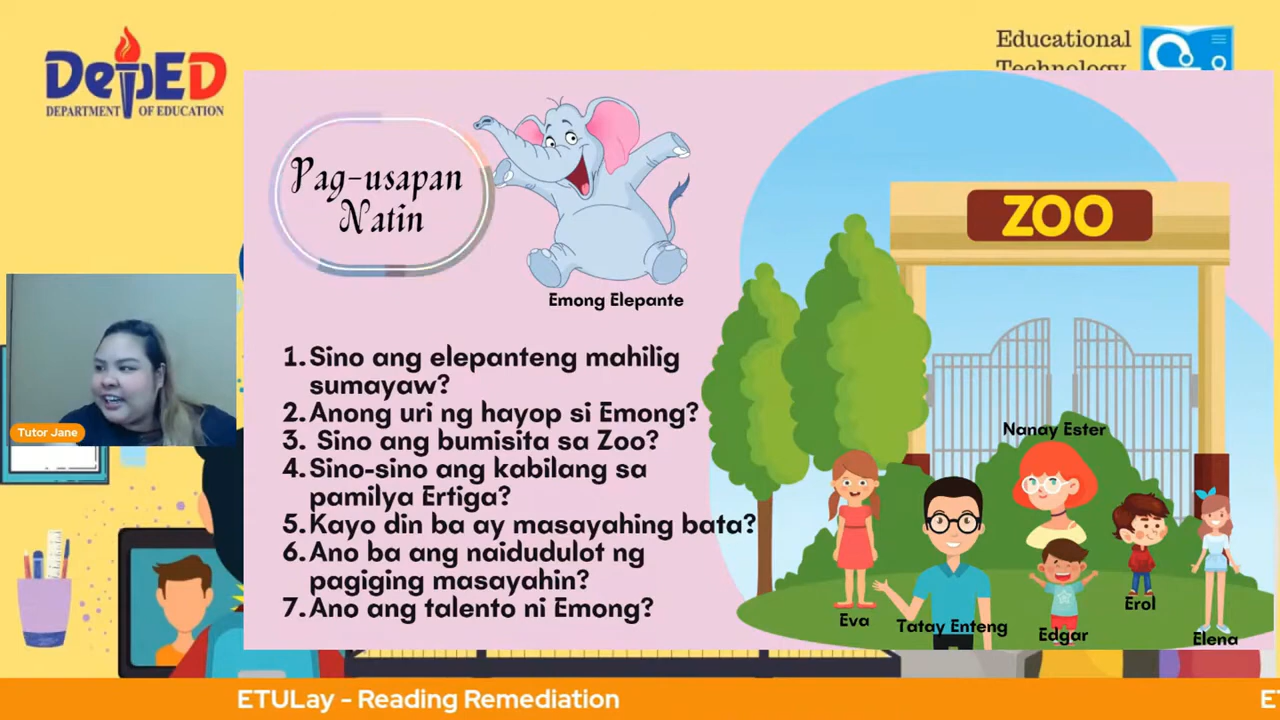 DepED
DEPARTMENT OF EDUCATION
Educational
Technology
Pag-usapan
Natin
Emong Elepante
ZOO
1. Sino ang elepanteng mahilig
sumayaw?
2. Anong uri ng hayop si Emong?
3. Sino ang bumisita sa Zoo?
4. Sino-sino ang kabilang sa
pamilya Ertiga?
5. Kayo din ba ay masayahing bata?
6. Ano ba ang naidudulot ng
pagiging masayahin?
7. Ano ang talento ni Emong?
Nanay Ester
Eva
Tatay Enteng
Edgar
Erol
Elena
Tutor Jane
ETULay - Reading Remediation